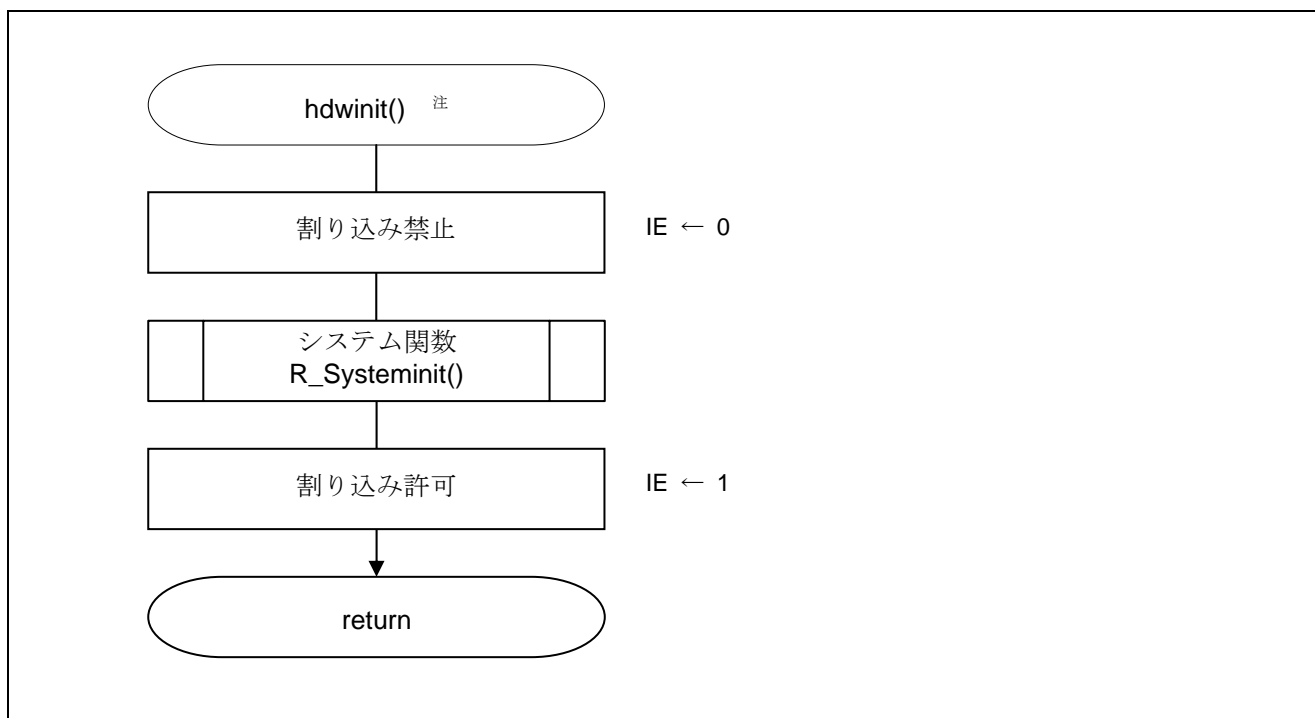 hdwinit() 注
割り込み禁止
IE ← 0
システム関数
R_Systeminit()
割り込み許可
IE ← 1
return